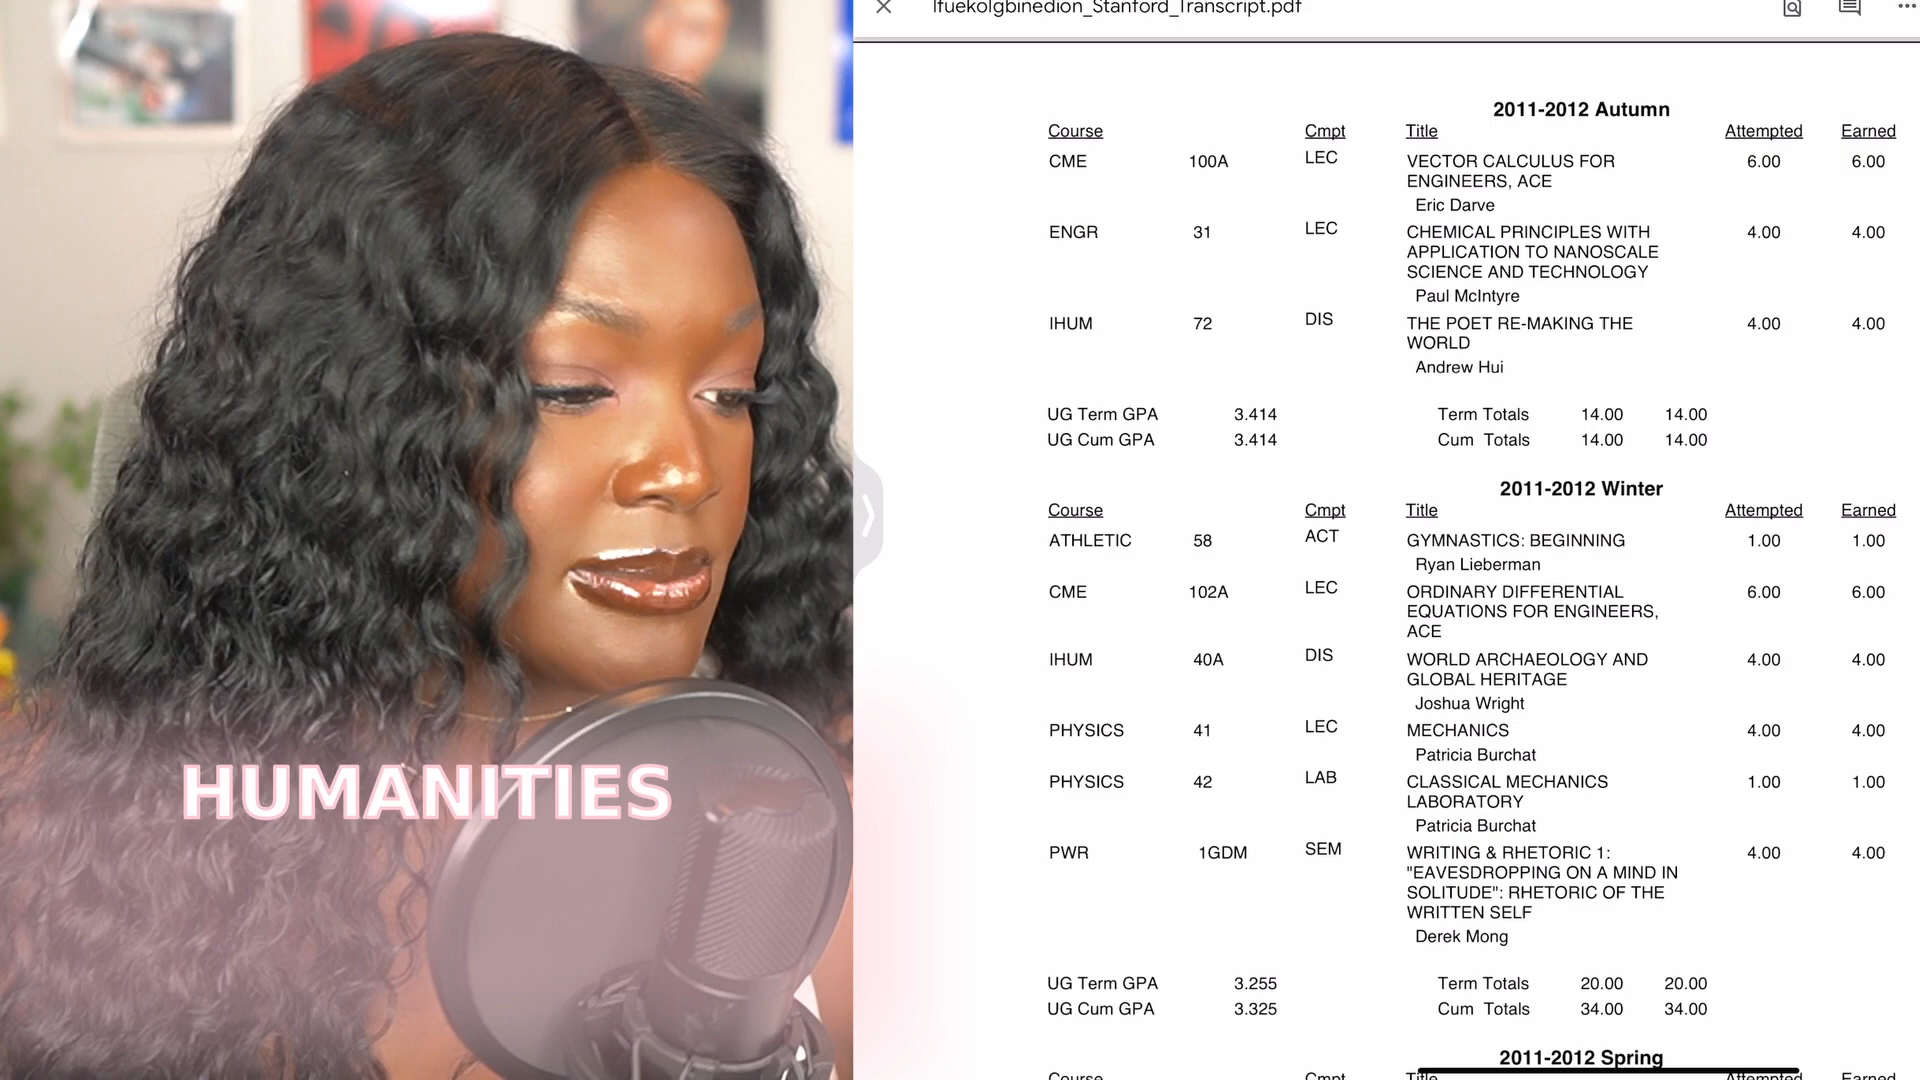 IfuekoIgbinedion_Stanford_Transcript.pdf
2011-2012 Autumn
Course Cmpt Title Attempted Earned
CME 100A LEC VECTOR CALCULUS FOR 6.00 6.00
ENGINEERS, ACE
Eric Darve
ENGR 31 LEC CHEMICAL PRINCIPLES WITH 4.00 4.00
APPLICATION TO NANOSCALE
SCIENCE AND TECHNOLOGY
Paul McIntyre
IHUM 72 DIS THE POET RE-MAKING THE 4.00 4.00
WORLD
Andrew Hui
UG Term GPA 3.414 Term Totals 14.00 14.00
UG Cum GPA 3.414 Cum Totals 14.00 14.00
2011-2012 Winter
Course Cmpt Title Attempted Earned
ATHLETIC 58 ACT GYMNASTICS: BEGINNING 1.00 1.00
Ryan Lieberman
CME 102A LEC ORDINARY DIFFERENTIAL 6.00 6.00
EQUATIONS FOR ENGINEERS,
ACE
IHUM 40A DIS WORLD ARCHAEOLOGY AND 4.00 4.00
GLOBAL HERITAGE
Joshua Wright
PHYSICS 41 LEC MECHANICS 4.00 4.00
Patricia Burchat
PHYSICS 42 LAB CLASSICAL MECHANICS 1.00 1.00
LABORATORY
Patricia Burchat
PWR 1GDM SEM WRITING & RHETORIC 1: 4.00 4.00
"EAVESDROPPING ON A MIND IN
SOLITUDE": RHETORIC OF THE
WRITTEN SELF
Derek Mong
UG Term GPA 3.255 Term Totals 20.00 20.00
UG Cum GPA 3.325 Cum Totals 34.00 34.00
2011-2012 Spring
Course Cmpt Title Attempted Earned
HUMANITIES